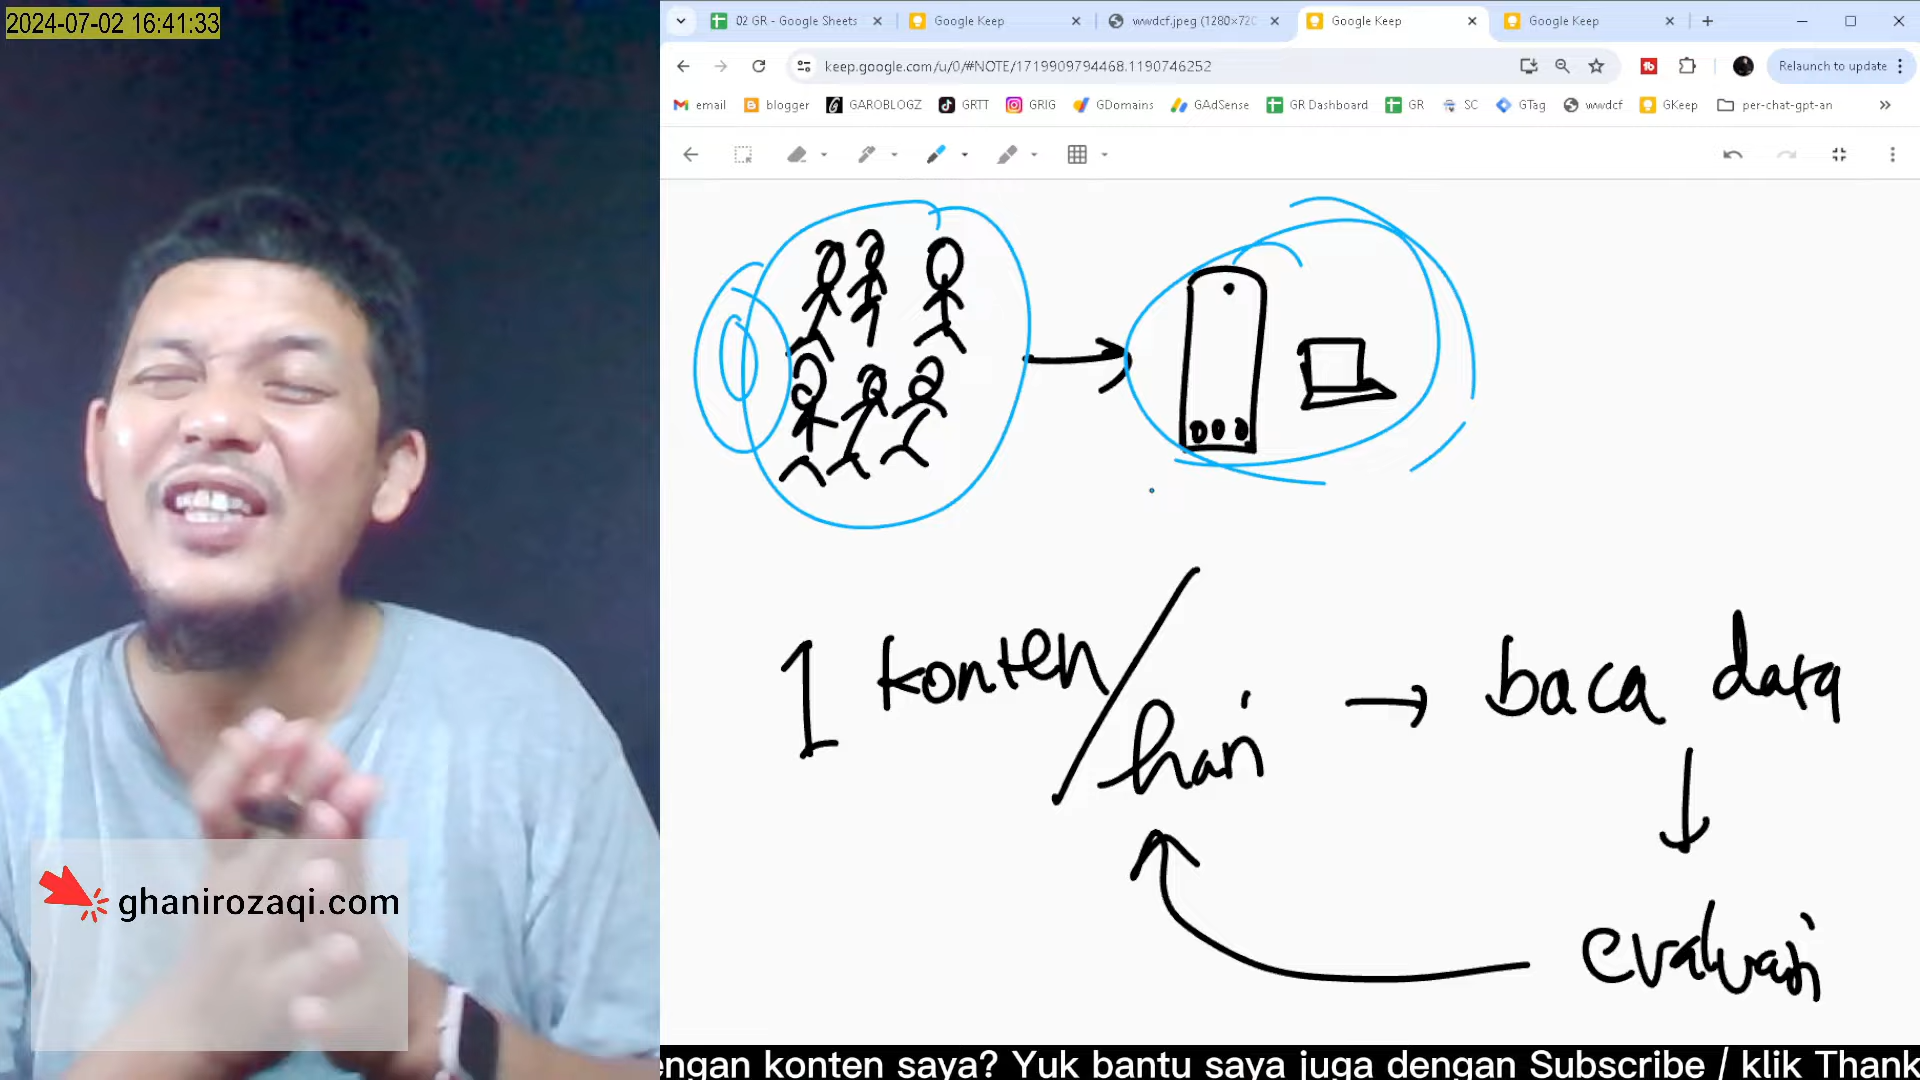 2024-07-02 16:41:33
02 GR - Google Sheets
Google Keep
wwdcf.jpeg (1280×720
Google Keep
Google Keep
keep.google.com/u/0/#NOTE/1719909794468.1190746252
Relaunch to update
email
blogger
GAROBLOGZ
GRTT
GRIG
GDomains
GAdSense
GR Dashboard
GR
SC
GTag
wwdcf
GKeep
per-chat-gpt-an
1 konten/hari → baca data
evaluasi
ghanirozaqi.com
engan konten saya? Yuk bantu saya juga dengan Subscribe / klik Thank